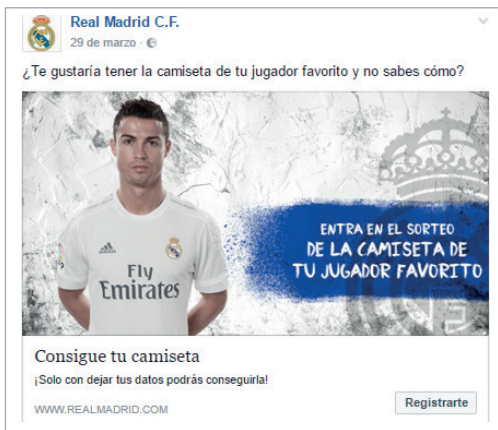 Real Madrid C.F.
29 de marzo ·
¿Te gustaría tener la camiseta de tu jugador favorito y no sabes cómo?
adidas
Fly
Emirates
ENTRA EN EL SORTEO
DE LA CAMISETA DE
TU JUGADOR FAVORITO
Consigue tu camiseta
¡Solo con dejar tus datos podrás conseguirla!
WWW.REALMADRID.COM
Registrarte